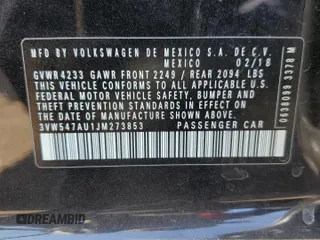 MFD BY VOLKSWAGEN DE MEXICO S.A. DE C.V.
MEXICO 02/18
GVWR4233 GAWR FRONT 2249 / REAR 2094 LBS
THIS VEHICLE CONFORMS TO ALL APPLICABLE
FEDERAL MOTOR VEHICLE SAFETY, BUMPER AND
THEFT PREVENTION STANDARDS IN EFFECT ON THE
DATE OF MANUFACTURE SHOWN ABOVE.
3VW547AU1JM273853 PASSENGER CAR
0638099 3378 M
© DREAMBID